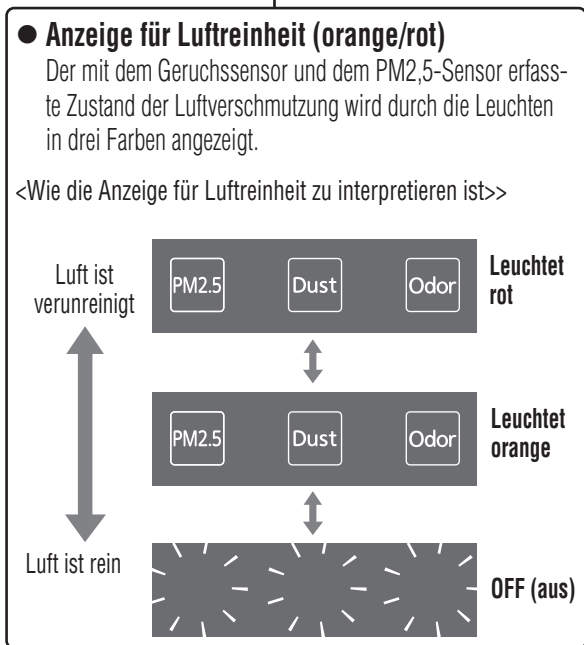 ● Anzeige für Luftreinheit (orange/rot)
Der mit dem Geruchssensor und dem PM2,5-Sensor erfass-
te Zustand der Luftverschmutzung wird durch die Leuchten
in drei Farben angezeigt.
<Wie die Anzeige für Luftreinheit zu interpretieren ist>>
Luft ist
verunreinigt
PM2.5 Dust Odor
Leuchtet
rot
PM2.5 Dust Odor
Leuchtet
orange
Luft ist rein
OFF (aus)